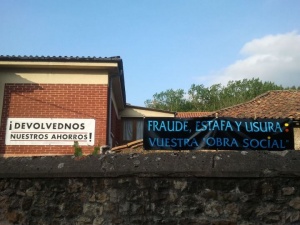 ¡DEVOLVEDNOS
NUESTROS AHORROS!
FRAUDE, ESTAFA Y USURA
VUESTRA "OBRA SOCIAL"